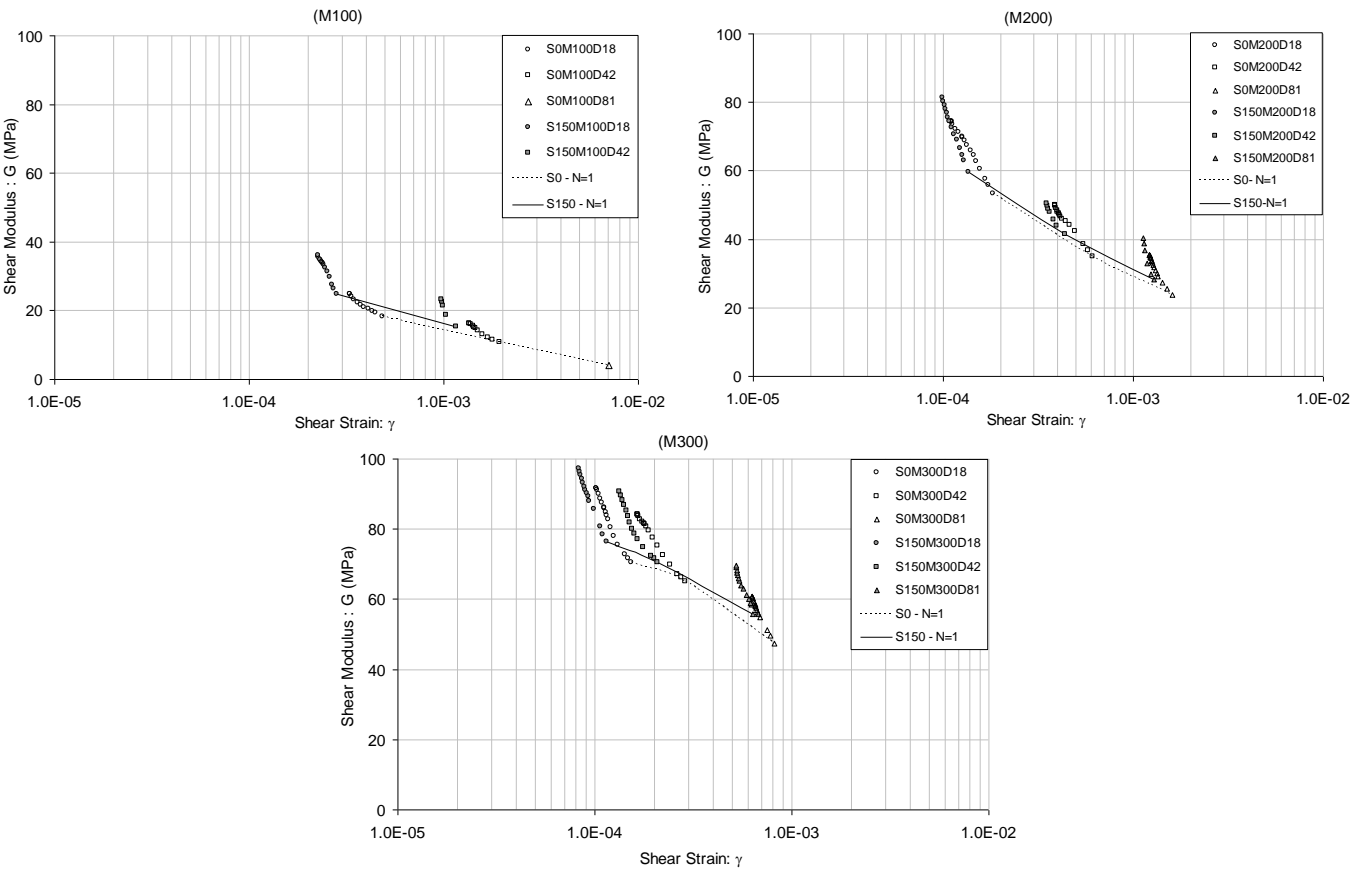 (M100)
Shear Modulus : G (MPa)
100
80
60
40
20
0
1.0E-05
1.0E-04
1.0E-03
1.0E-02
Shear Strain: γ
S0M100D18
S0M100D42
S0M100D81
S150M100D18
S150M100D42
S0 - N=1
S150 - N=1
(M200)
Shear Modulus : G (MPa)
100
80
60
40
20
0
1.0E-05
1.0E-04
1.0E-03
1.0E-02
Shear Strain: γ
S0M200D18
S0M200D42
S0M200D81
S150M200D18
S150M200D42
S150M200D81
S0- N=1
S150-N=1
(M300)
Shear Modulus : G (MPa)
100
80
60
40
20
0
1.0E-05
1.0E-04
1.0E-03
1.0E-02
Shear Strain: γ
S0M300D18
S0M300D42
S0M300D81
S150M300D18
S150M300D42
S150M300D81
S0 - N=1
S150 - N=1